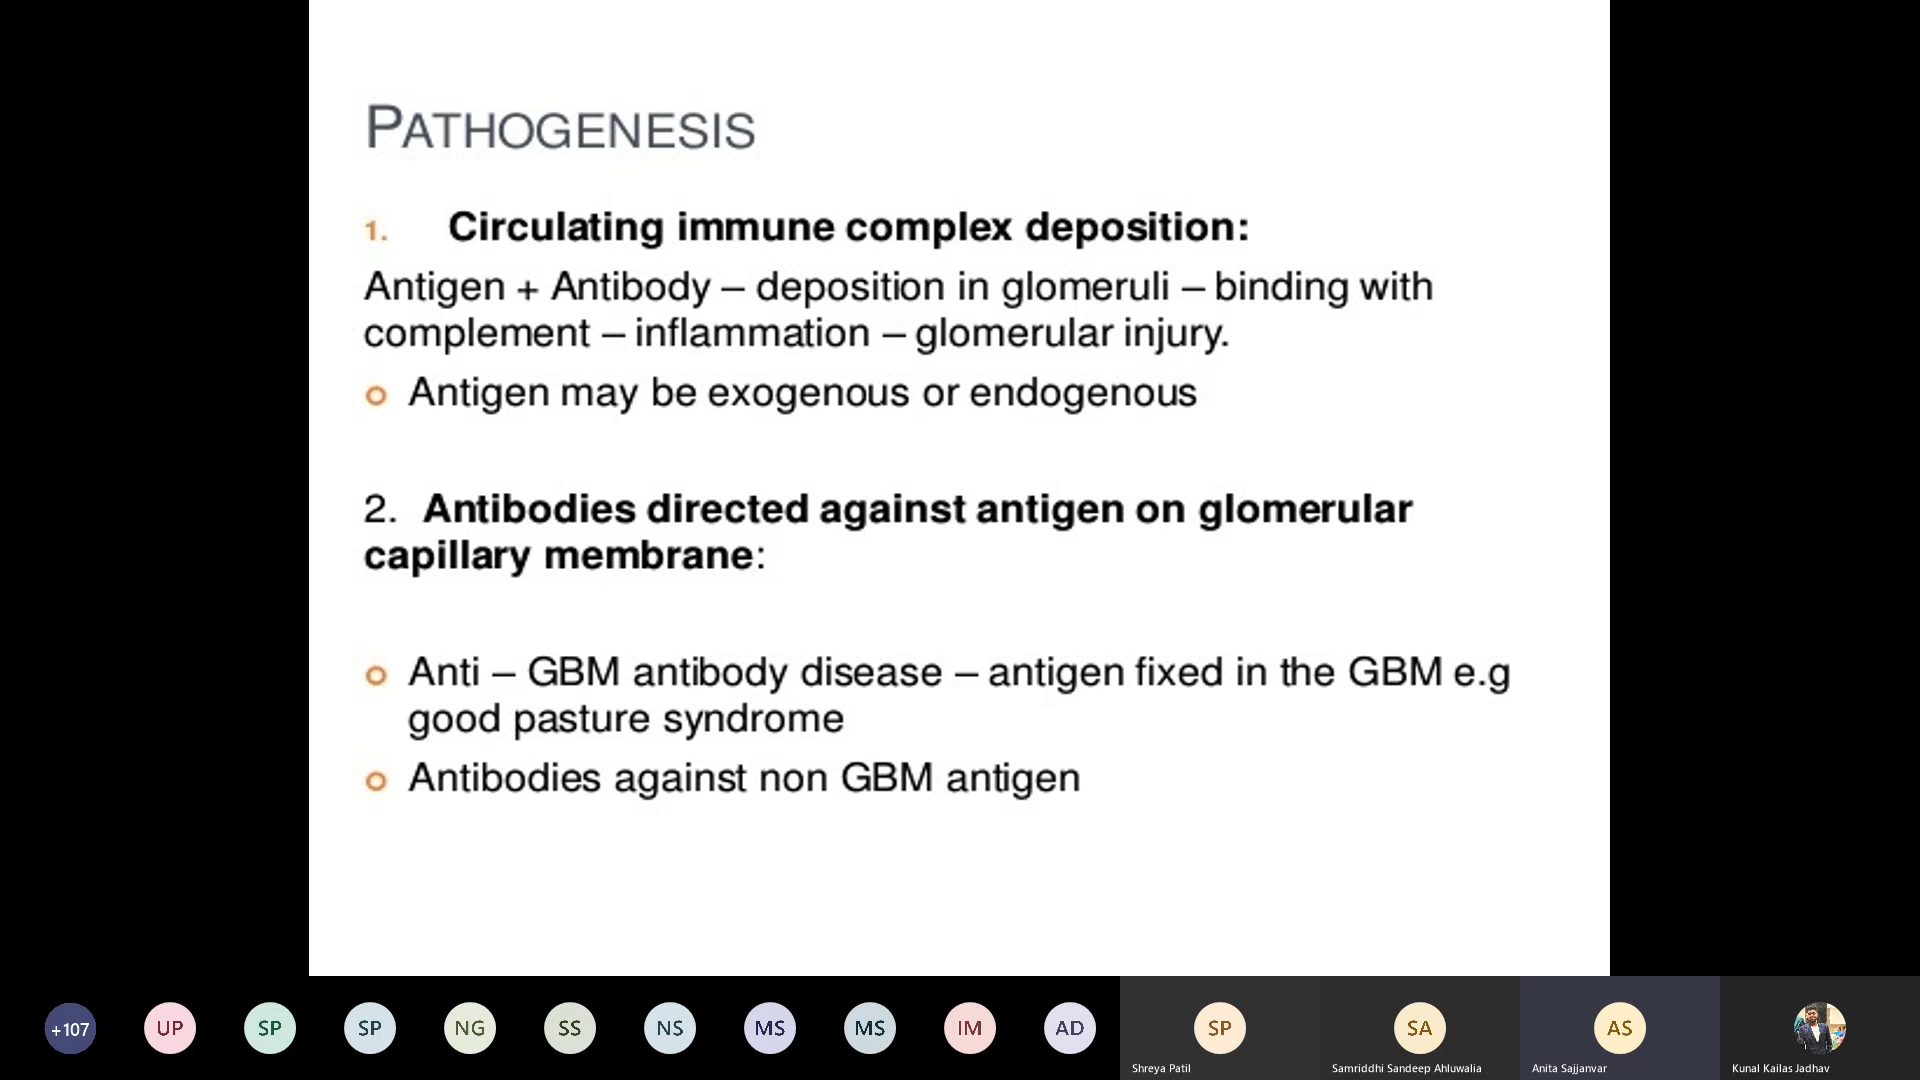 PATHOGENESIS
1. Circulating immune complex deposition:
Antigen + Antibody – deposition in glomeruli – binding with
complement – inflammation – glomerular injury.
Antigen may be exogenous or endogenous
2. Antibodies directed against antigen on glomerular
capillary membrane:
Anti – GBM antibody disease – antigen fixed in the GBM e.g
good pasture syndrome
Antibodies against non GBM antigen
+107 UP SP SP NG SS NS MS MS IM AD SP SA AS
Shreya Patil Samriddhi Sandeep Ahluwalia Anita Sajjanvar Kunal Kailas Jadhav